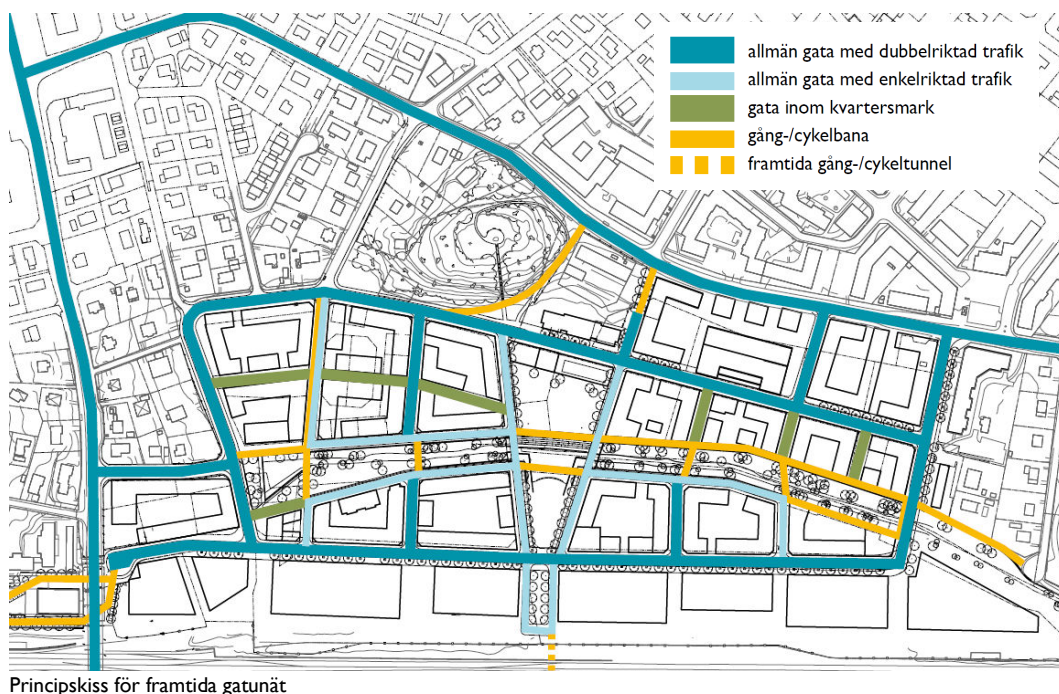 allmän gata med dubbelriktad trafik
allmän gata med enkelriktad trafik
gata inom kvartersmark
gång-/cykelbana
framtida gång-/cykeltunnel
Principskiss för framtida gatunät